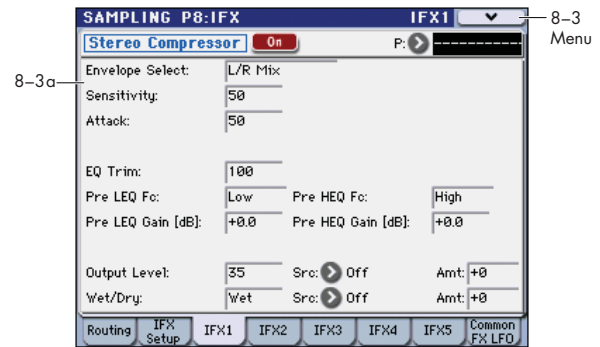 SAMPLING P8:IFX IFX1
8–3
Menu
Stereo Compressor On P: -----------
8–3a
Envelope Select: L/R Mix
Sensitivity: 50
Attack: 50
EQ Trim: 100
Pre LEQ Fc: Low Pre HEQ Fc: High
Pre LEQ Gain [dB]: +0.0 Pre HEQ Gain [dB]: +0.0
Output Level: 35 Src: Off Amt: +0
Wet/Dry: Wet Src: Off Amt: +0
Routing IFX Setup IFX1 IFX2 IFX3 IFX4 IFX5 Common FX LFO